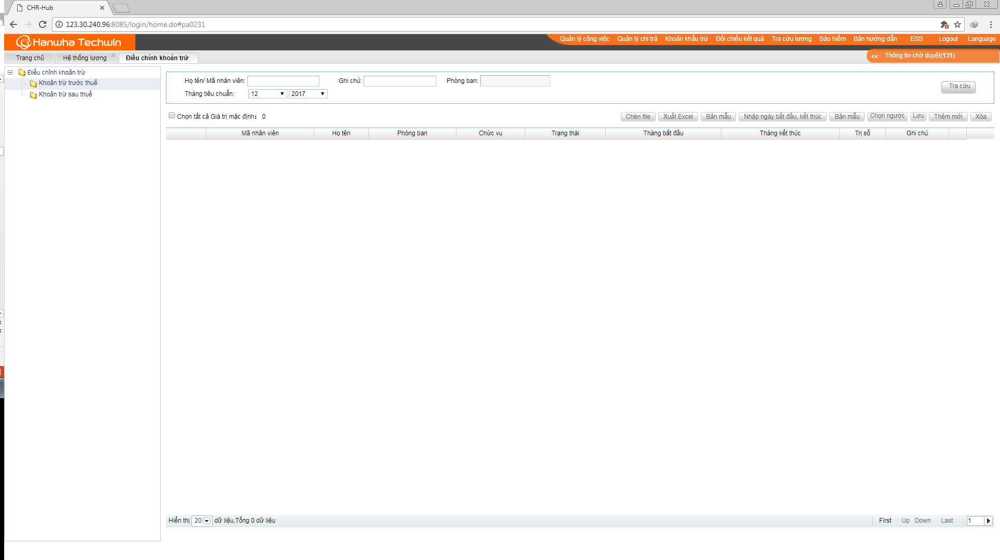 CHR-Hub
123.30.240.96:8085/login/home.do#pa0231
Hanwha Techwin
Quản lý công việc Quản lý chi trả Khoản khấu trừ Đối chiếu kết quả Tra cứu lương Bảo hiểm Bản hướng dẫn ESS Logout Language
Trang chủ Hệ thống lương Điều chỉnh khoản trừ
<< Thông tin chờ duyệt(131)
Điều chỉnh khoản trừ
Khoản trừ trước thuế
Khoản trừ sau thuế
Họ tên/ Mã nhân viên: Ghi chú: Phòng ban:
Tháng tiêu chuẩn: 12 2017
Tra cứu
Chọn tất cả Giá trị mặc định: 0
Chèn file Xuất Excel Bản mẫu Nhập ngày bắt đầu, kết thúc Bản mẫu Chọn ngược Lưu Thêm mới Xóa
Mã nhân viên Họ tên Phòng ban Chức vụ Trạng thái Tháng bắt đầu Tháng kết thúc Trị số Ghi chú
Hiển thị 20 dữ liệu,Tổng 0 dữ liệu
First Up Down Last 1